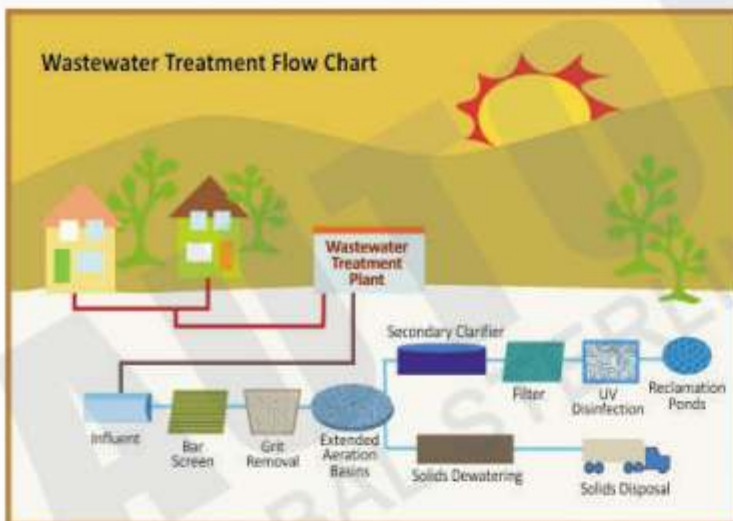 Wastewater Treatment Flow Chart
Wastewater
Treatment
Plant
Secondary Clarifier
Filter
UV
Disinfection
Reclamation
Ponds
Influent
Bar
Screen
Grit
Removal
Extended
Aeration
Basins
Solids Dewatering
Solids Disposal